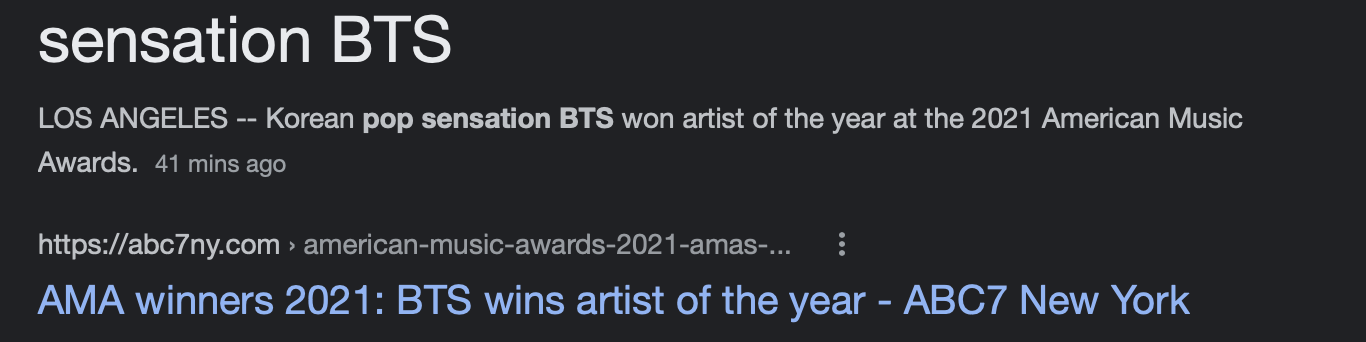 sensation BTS
LOS ANGELES -- Korean pop sensation BTS won artist of the year at the 2021 American Music
Awards. 41 mins ago
https://abc7ny.com › american-music-awards-2021-amas-...
AMA winners 2021: BTS wins artist of the year - ABC7 New York